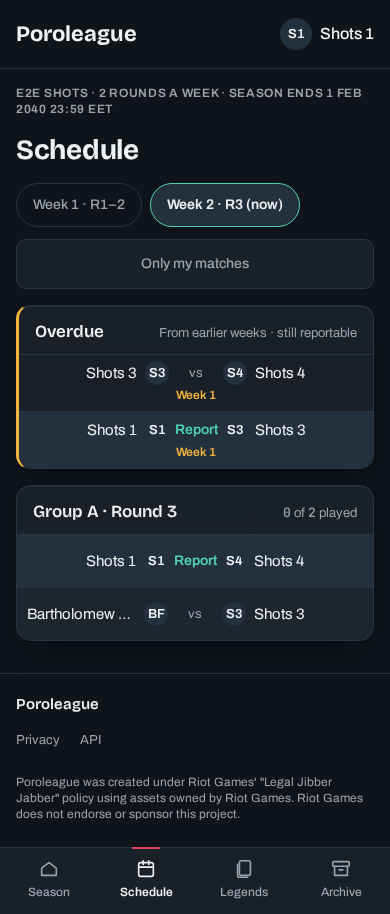 Poroleague
S1 Shots 1
E2E SHOTS · 2 ROUNDS A WEEK · SEASON ENDS 1 FEB
2040 23:59 EET
Schedule
Week 1 · R1–2
Week 2 · R3 (now)
Only my matches
Overdue
From earlier weeks · still reportable
Shots 3 S3 vs S4 Shots 4
Week 1
Shots 1 S1 Report S3 Shots 3
Week 1
Group A · Round 3
0 of 2 played
Shots 1 S1 Report S4 Shots 4
Bartholomew ... BF vs S3 Shots 3
Poroleague
Privacy API
Poroleague was created under Riot Games' "Legal Jibber
Jabber" policy using assets owned by Riot Games. Riot Games
does not endorse or sponsor this project.
Season Schedule Legends Archive